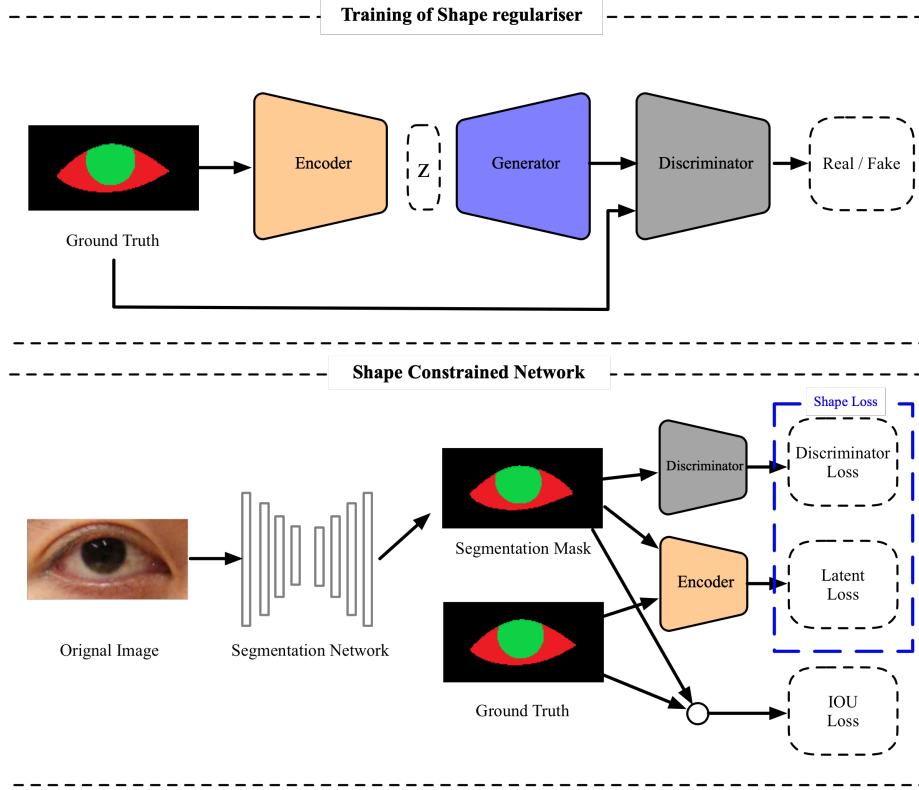 Training of Shape regulariser
Encoder
Z
Generator
Discriminator
Real / Fake
Ground Truth
Shape Constrained Network
Shape Loss
Discriminator
Discriminator
Loss
Segmentation Mask
Encoder
Latent
Loss
Orignal Image
Segmentation Network
Ground Truth
IOU
Loss